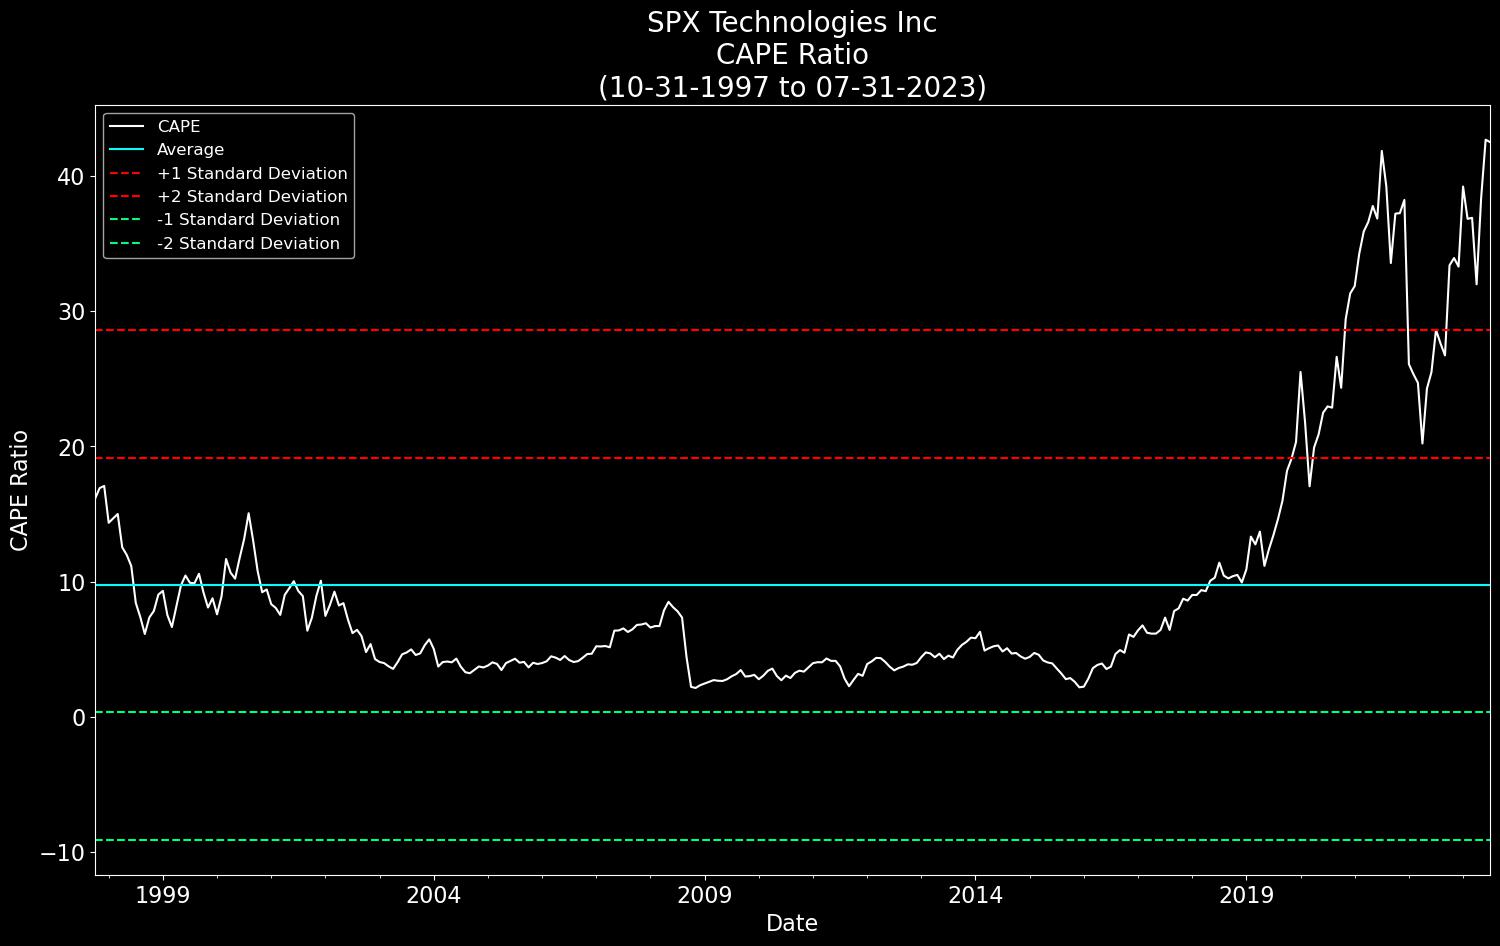 SPX Technologies Inc
CAPE Ratio
(10-31-1997 to 07-31-2023)
CAPE
Average
+1 Standard Deviation
+2 Standard Deviation
-1 Standard Deviation
-2 Standard Deviation
CAPE Ratio
40
30
20
10
0
−10
1999 2004 2009 2014 2019
Date